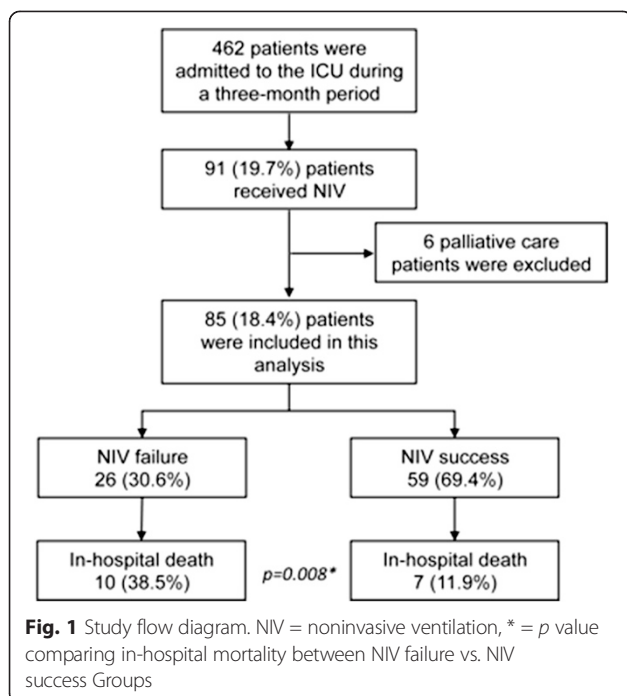 462 patients were
admitted to the ICU during
a three-month period
91 (19.7%) patients
received NIV
6 palliative care
patients were excluded
85 (18.4%) patients
were included in this
analysis
NIV failure
26 (30.6%)
NIV success
59 (69.4%)
In-hospital death
10 (38.5%)
p=0.008*
In-hospital death
7 (11.9%)
Fig. 1 Study flow diagram. NIV = noninvasive ventilation, * = p value
comparing in-hospital mortality between NIV failure vs. NIV
success Groups